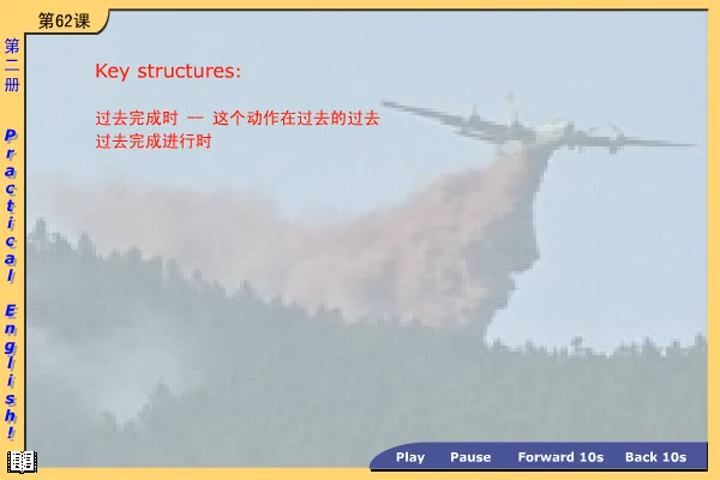 第62课
第二册
Practical English!
Key structures:
过去完成时 -- 这个动作在过去的过去
过去完成进行时
Play Pause Forward 10s Back 10s